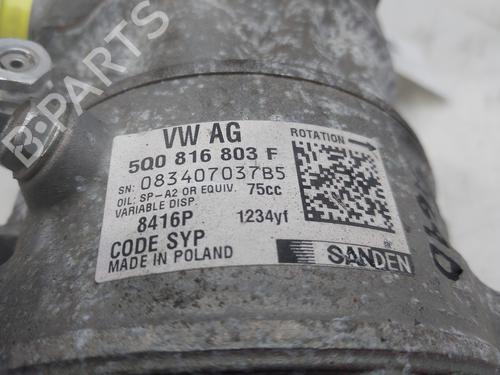 VW AG
5Q0 816 803 F
ROTATION
SN: 083407037B5
OIL: SP-A2 OR EQUIV. 75cc
VARIABLE DISP.
8416P 1234yf
CODE SYP
MADE IN POLAND
SANDEN
B-PARTS